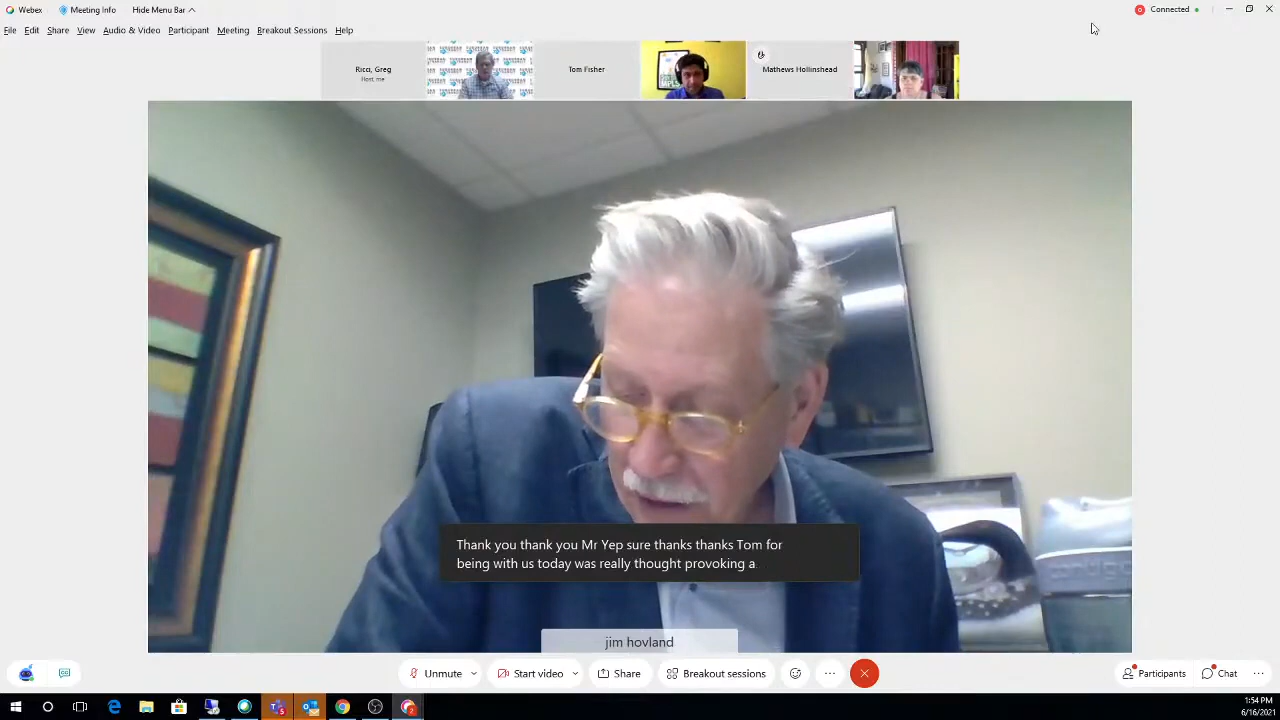 Webex
Meeting Info
Hide Menu Bar
Connected
File Edit Share View Audio & Video Participant Meeting Breakout Sessions Help
Ricci, Greg
Host, me
Tom Fisher
Mathews Hollinshead
Thank you thank you Mr Yep sure thanks thanks Tom for
being with us today was really thought provoking a.
jim hovland
Unmute
Start video
Share
Breakout sessions
Participants
Chat
1:54 PM
6/16/2021